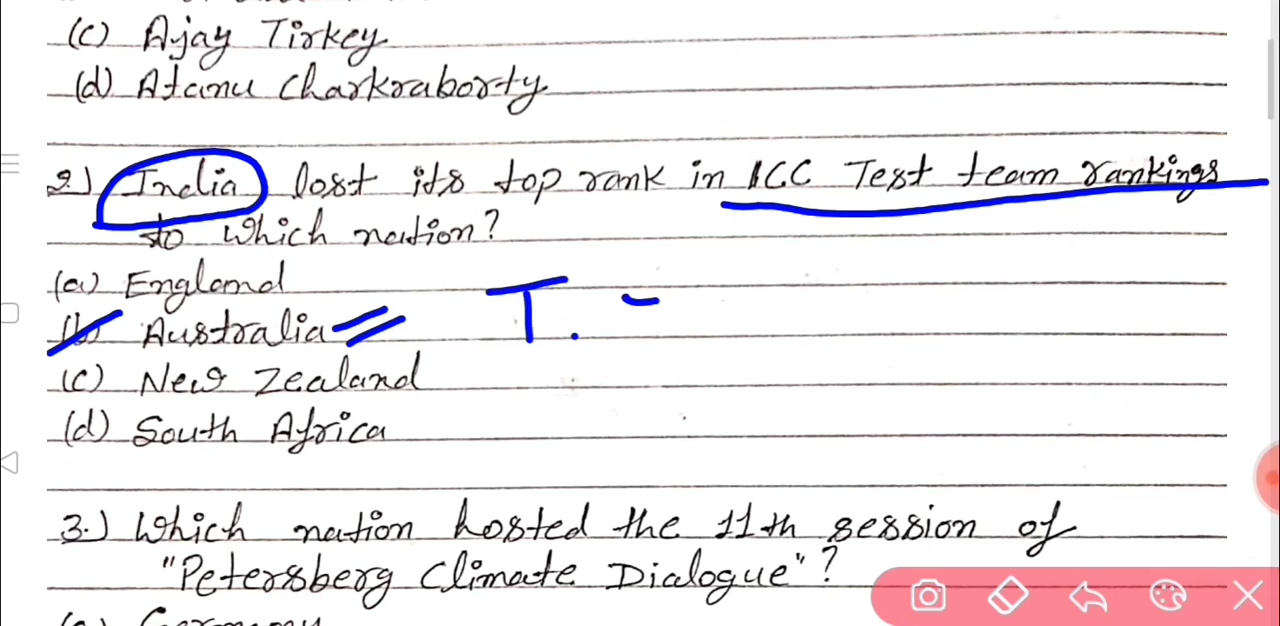 (c) Ajay Tirkey
(d) Atanu Charkraborty
2) India lost its top rank in ICC Test team rankings
to which nation?
(a) England
(b) Australia
T. -
(c) New Zealand
(d) South Africa
3.) Which nation hosted the 11th session of
"Petersberg Climate Dialogue"?
(a) Germany